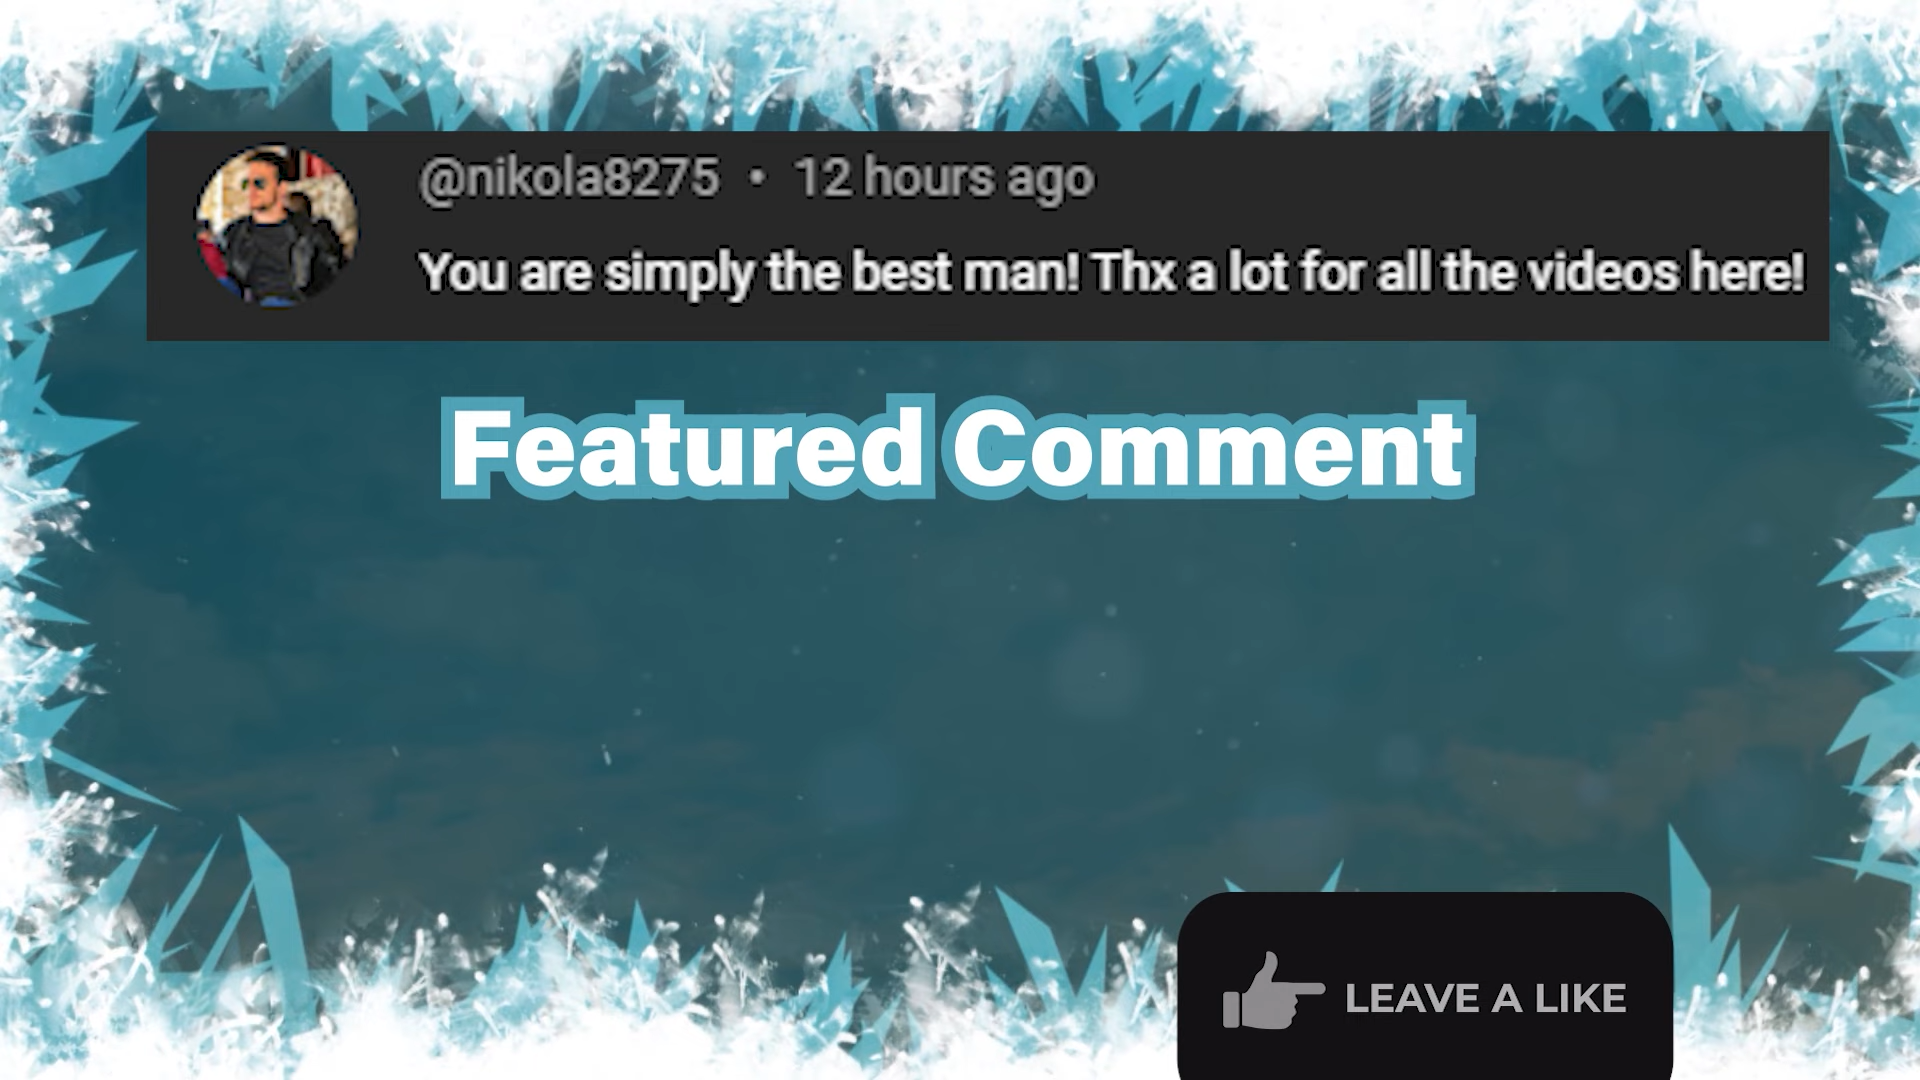 @nikola8275 • 12 hours ago
You are simply the best man! Thx a lot for all the videos here!
Featured Comment
LEAVE A LIKE